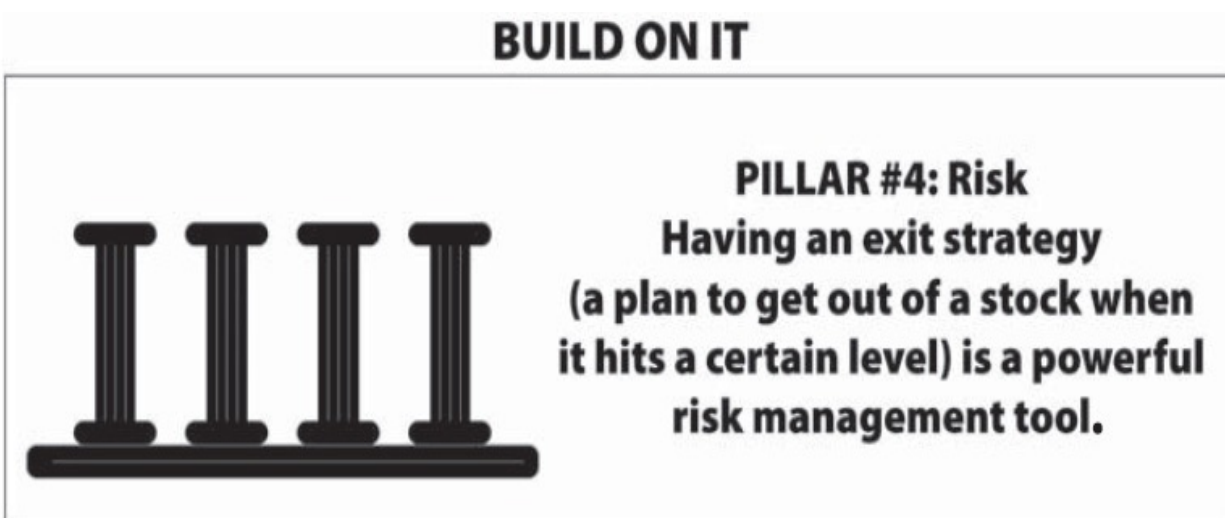 BUILD ON IT
PILLAR #4: Risk
Having an exit strategy
(a plan to get out of a stock when
it hits a certain level) is a powerful
risk management tool.